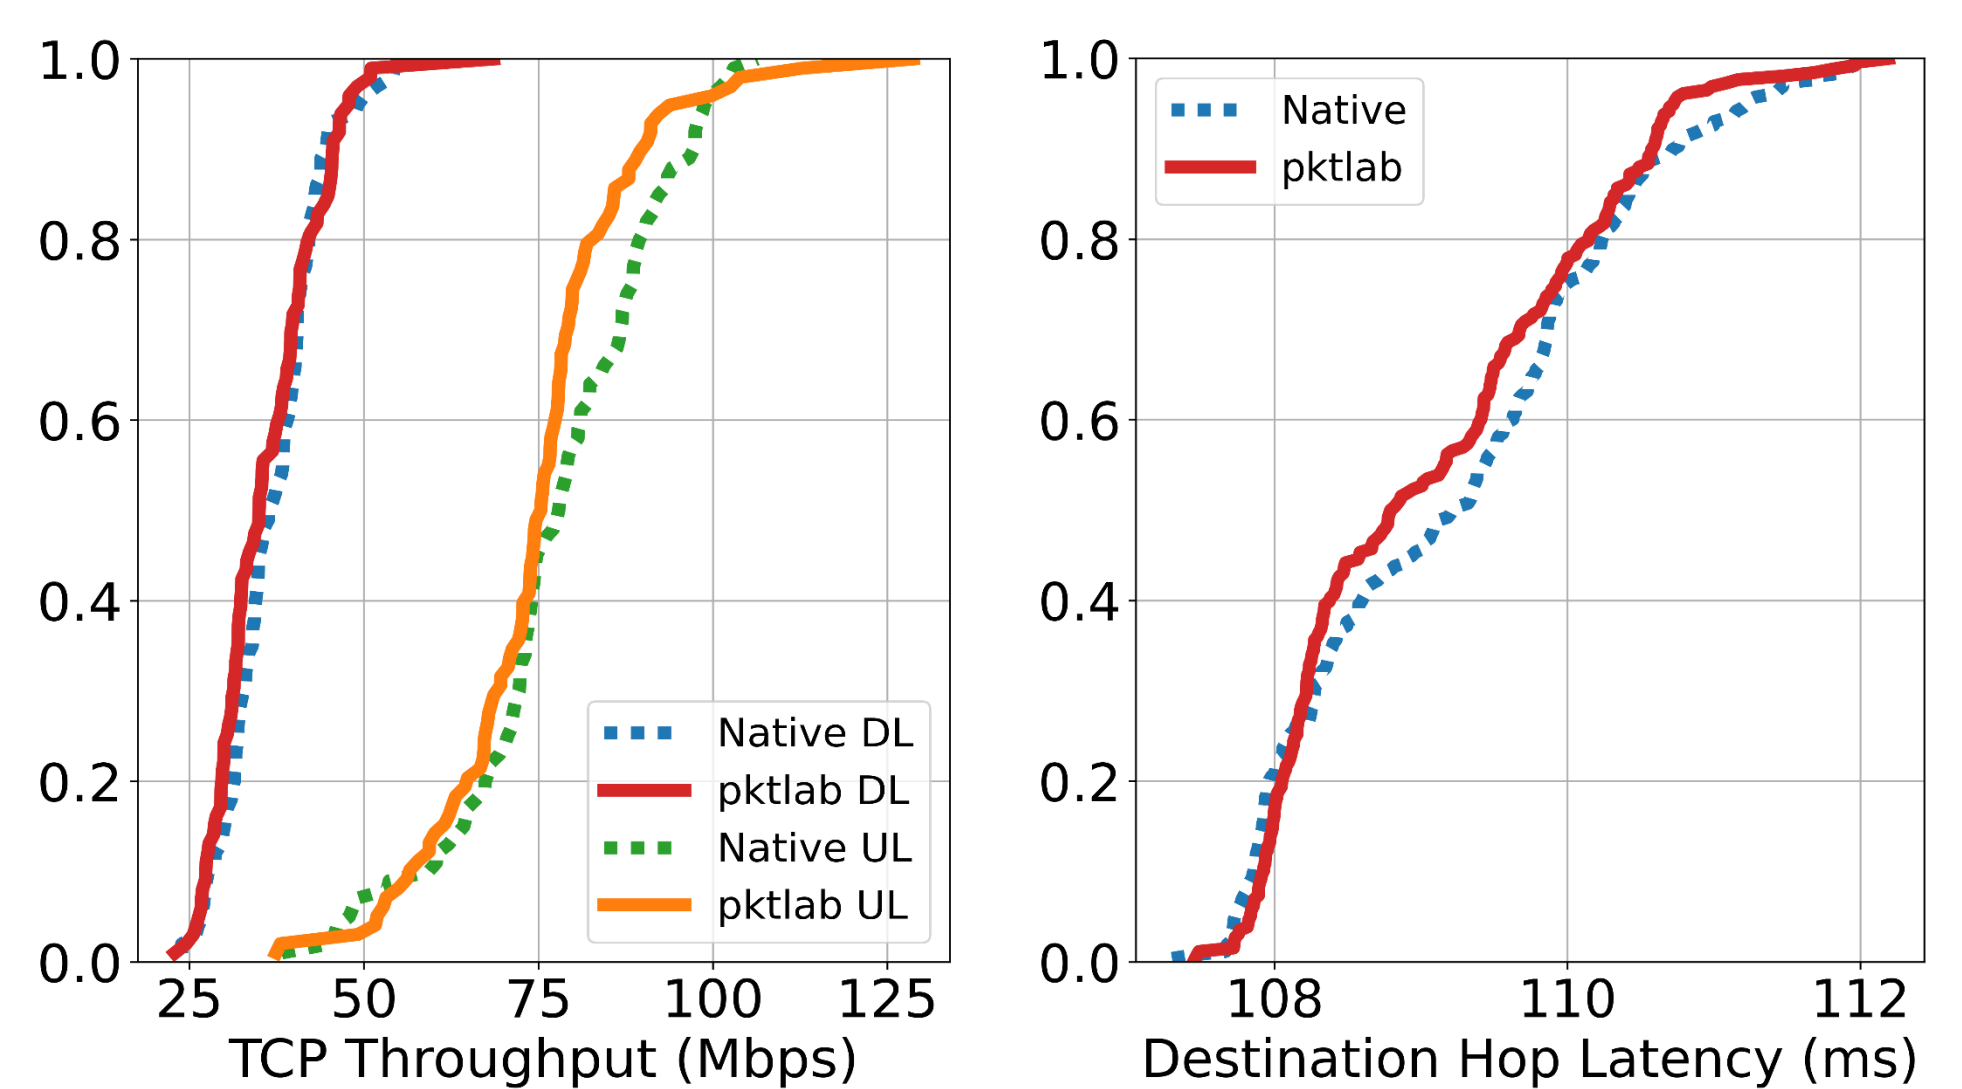 1.0
0.8
0.6
0.4
0.2
0.0
25 50 75 100 125
TCP Throughput (Mbps)
Native DL
pktlab DL
Native UL
pktlab UL
1.0
0.8
0.6
0.4
0.2
0.0
108 110 112
Destination Hop Latency (ms)
Native
pktlab